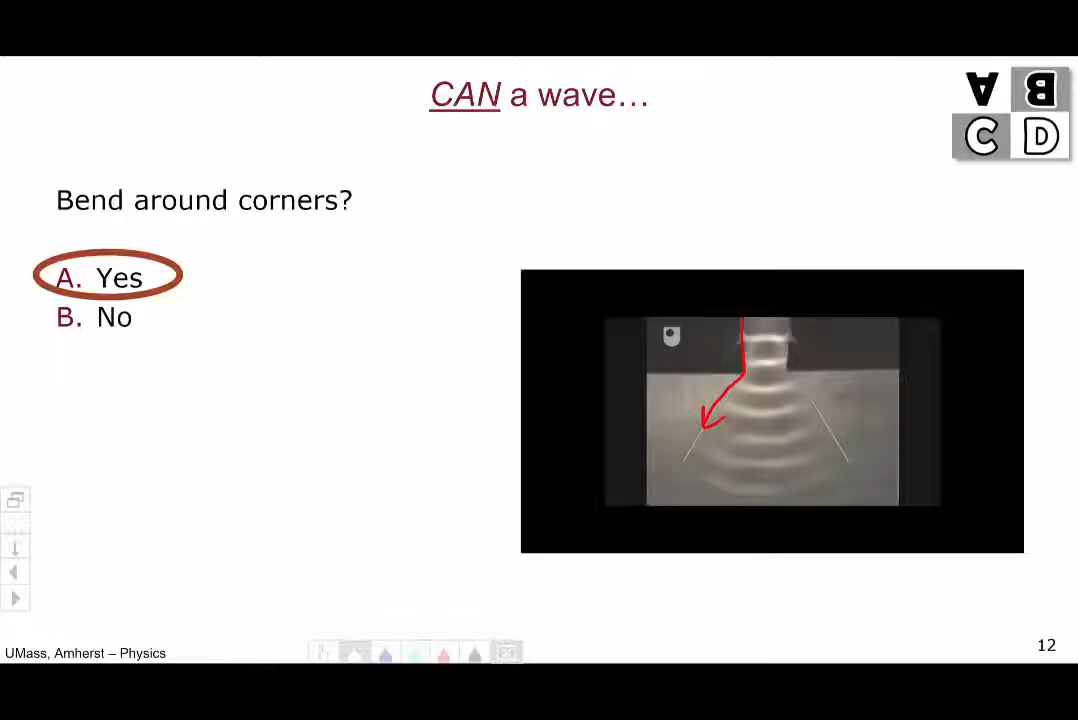 CAN a wave…
A B
C D
Bend around corners?
A. Yes
B. No
UMass, Amherst – Physics
12